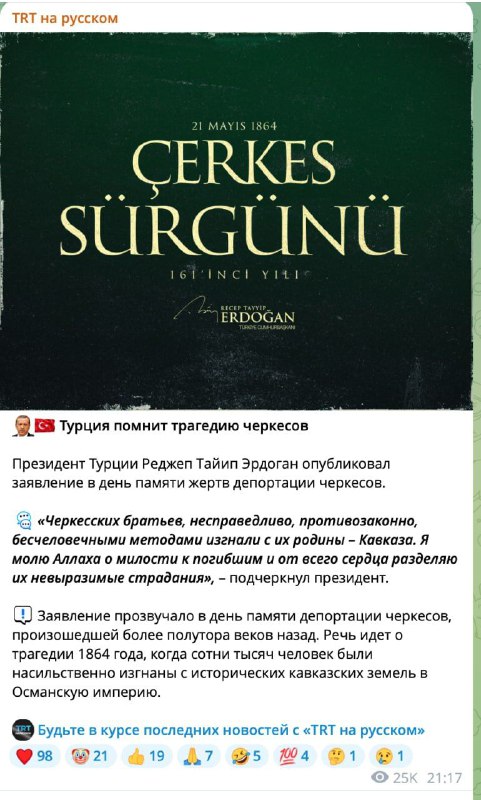 TRT на русском
21 MAYIS 1864
ÇERKES
SÜRGÜNÜ
161'İNCİ YILI
RECEP TAYYİP
ERDOĞAN
TÜRKİYE CUMHURBAŞKANI
Турция помнит трагедию черкесов
Президент Турции Реджеп Тайип Эрдоган опубликовал
заявление в день памяти жертв депортации черкесов.
«Черкесских братьев, несправедливо, противозаконно,
бесчеловечными методами изгнали с их родины – Кавказа. Я
молю Аллаха о милости к погибшим и от всего сердца разделяю
их невыразимые страдания», – подчеркнул президент.
Заявление прозвучало в день памяти депортации черкесов,
произошедшей более полутора веков назад. Речь идет о
трагедии 1864 года, когда сотни тысяч человек были
насильственно изгнаны с исторических кавказских земель в
Османскую империю.
TRT
Будьте в курсе последних новостей с «TRT на русском»
98 21 19 7 5 100 4 1 1
25K 21:17